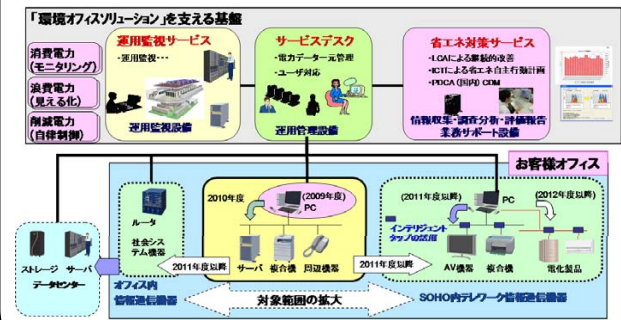 「環境オフィスソリューション」を支える基盤
消費電力
(モニタリング)
浪費電力
(見える化)
削減電力
(自律制御)
運用監視サービス
・運用監視・・・
運用監視設備
サービスデスク
・電力データ一元管理
・ユーザ対応
運用管理設備
省エネ対策サービス
・LCAによる継続的改善
・ICTによる省エネ自主行動計画
・PDCA(国内)CDM
情報収集・調査分析・評価報告
業務サポート設備
お客様オフィス
ルータ
社会シス
テム機器
2010年度
(2009年度)
PC
サーバ 複合機 周辺機器
(2011年度以降)
PC
(2012年度以降)
インテリジェント
タップの活用
AV機器 複合機 電化製品
ストレージ サーバ
データセンター
2011年度以降
2011年度以降
オフィス内
情報通信機器
対象範囲の拡大
SOHO内テレワーク情報通信機器